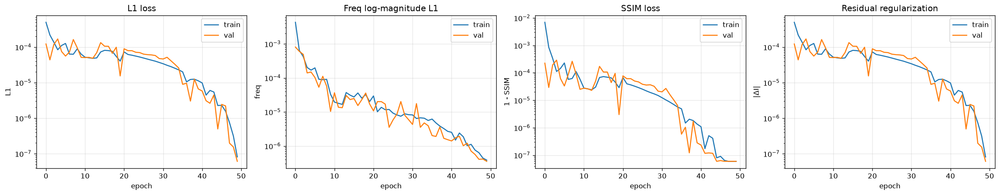 L1 loss
L1
10⁻⁴
10⁻⁵
10⁻⁶
10⁻⁷
0 10 20 30 40 50
epoch
train
val
Freq log-magnitude L1
freq
10⁻³
10⁻⁴
10⁻⁵
10⁻⁶
0 10 20 30 40 50
epoch
train
val
SSIM loss
1 - SSIM
10⁻²
10⁻³
10⁻⁴
10⁻⁵
10⁻⁶
10⁻⁷
0 10 20 30 40 50
epoch
train
val
Residual regularization
|ΔI|
10⁻⁴
10⁻⁵
10⁻⁶
10⁻⁷
0 10 20 30 40 50
epoch
train
val